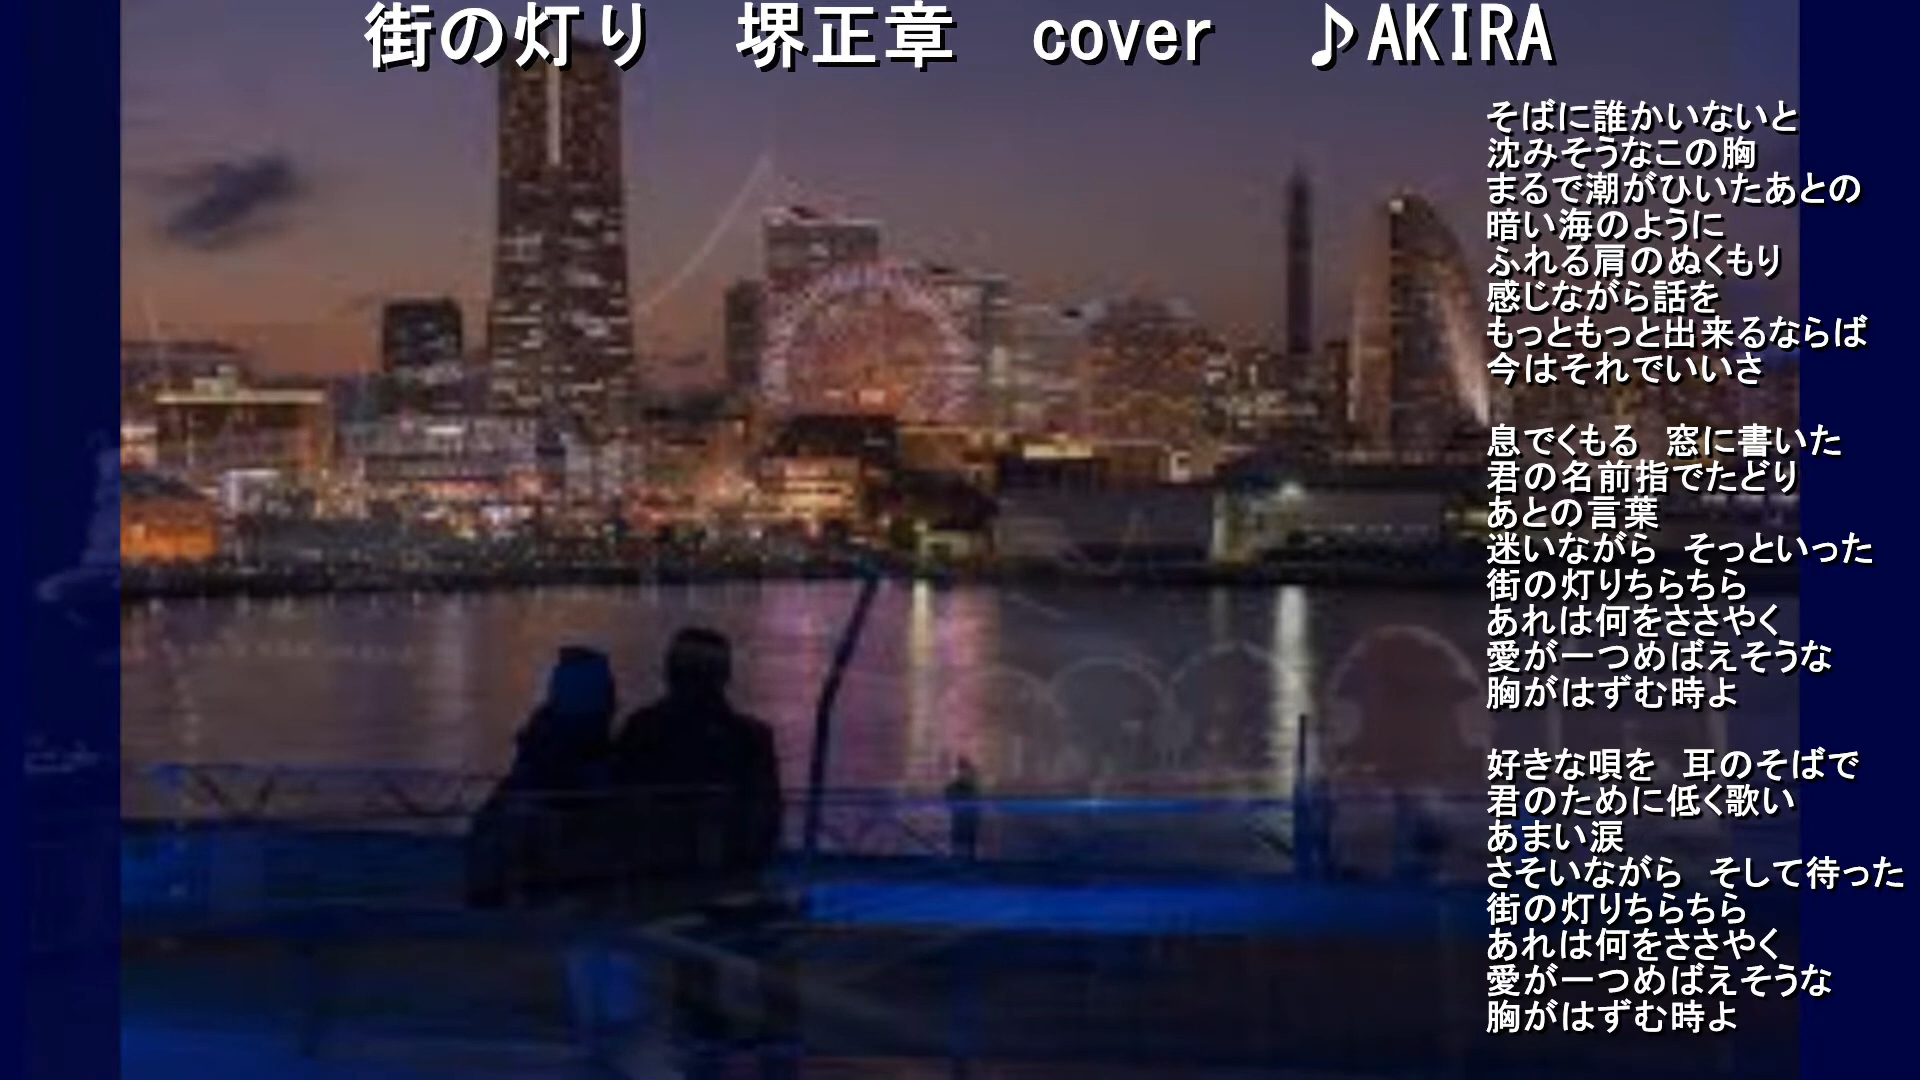 街の灯り　堺正章　cover　♪AKIRA
そばに誰かいないと
沈みそうなこの胸
まるで潮がひいたあとの
暗い海のように
ふれる肩のぬくもり
感じながら話を
もっともっと出来るならば
今はそれでいいさ
息でくもる　窓に書いた
君の名前指でたどり
あとの言葉
迷いながら　そっといった
街の灯りちらちら
あれは何をささやく
愛が一つめばえそうな
胸がはずむ時よ
好きな唄を　耳のそばで
君のために低く歌い
あまい涙
さそいながら　そして待った
街の灯りちらちら
あれは何をささやく
愛が一つめばえそうな
胸がはずむ時よ